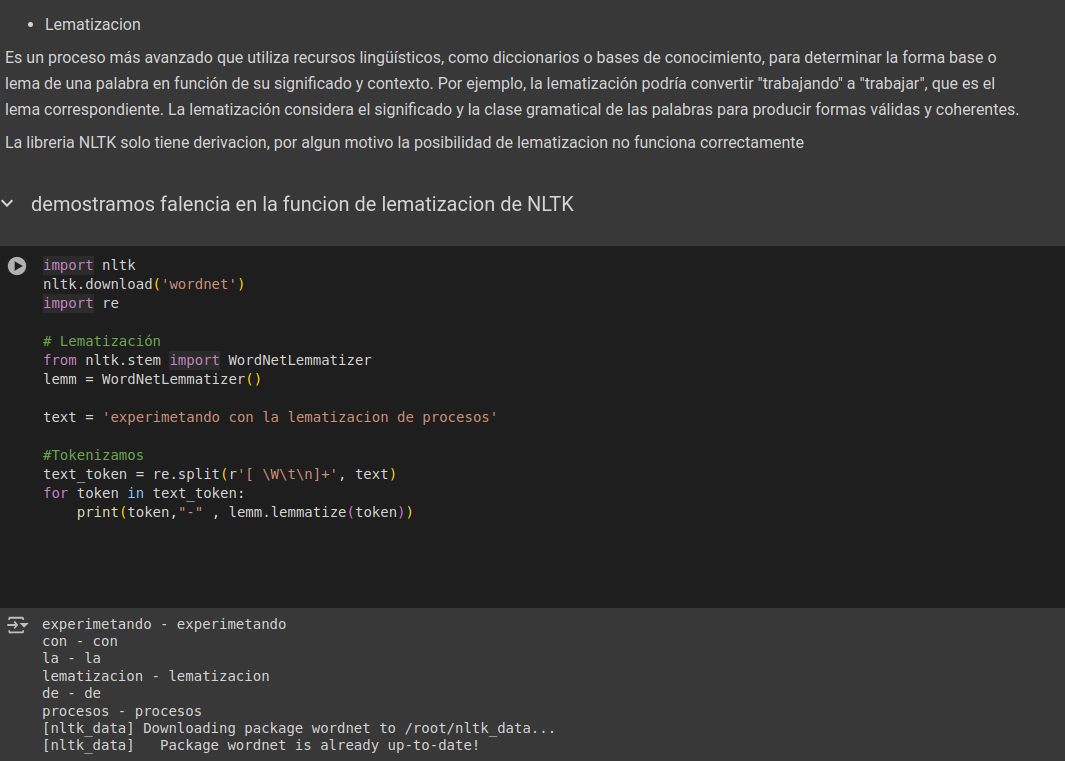 • Lematizacion
Es un proceso más avanzado que utiliza recursos lingüísticos, como diccionarios o bases de conocimiento, para determinar la forma base o
lema de una palabra en función de su significado y contexto. Por ejemplo, la lematización podría convertir "trabajando" a "trabajar", que es el
lema correspondiente. La lematización considera el significado y la clase gramatical de las palabras para producir formas válidas y coherentes.
La libreria NLTK solo tiene derivacion, por algun motivo la posibilidad de lematizacion no funciona correctamente
demostramos falencia en la funcion de lematizacion de NLTK
import nltk
nltk.download('wordnet')
import re
# Lematización
from nltk.stem import WordNetLemmatizer
lemm = WordNetLemmatizer()
text = 'experimetando con la lematizacion de procesos'
#Tokenizamos
text_token = re.split(r'[ \W\t\n]+', text)
for token in text_token:
    print(token,"-" , lemm.lemmatize(token))
experimetando - experimetando
con - con
la - la
lematizacion - lematizacion
de - de
procesos - procesos
[nltk_data] Downloading package wordnet to /root/nltk_data...
[nltk_data]   Package wordnet is already up-to-date!